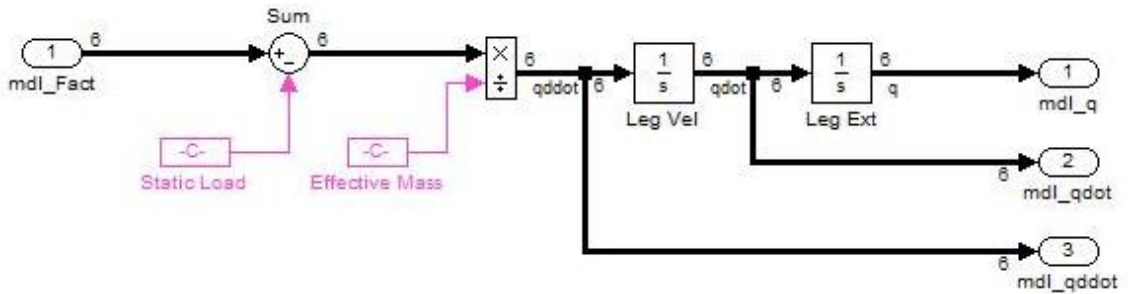 Sum
6
6
1
+
-
×
÷
6
6
qddot
1
s
6
6
qdot
1
s
6
q
1
mdl_Fact
Leg Vel
Leg Ext
mdl_q
-C-
-C-
Static Load
Effective Mass
2
6
mdl_qdot
3
6
mdl_qddot